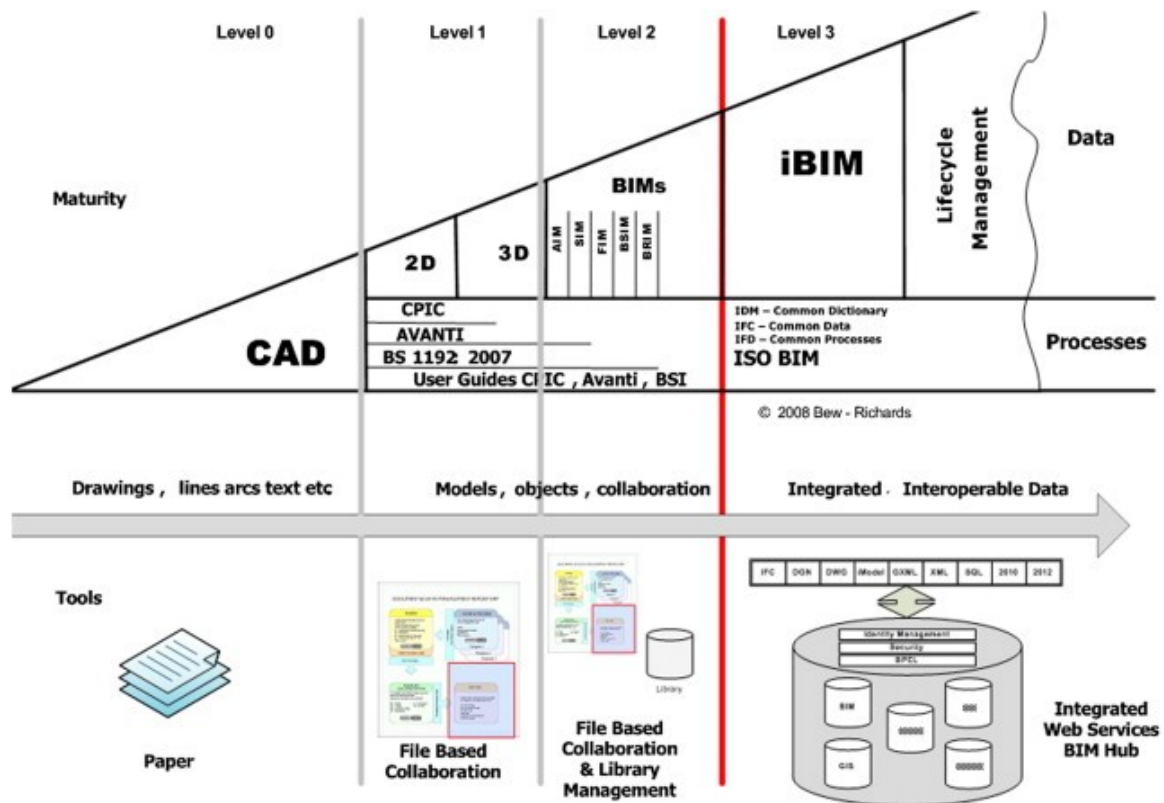 Level 0
Level 1
Level 2
Level 3
Maturity
2D
3D
BIMs
AIM
SIM
FIM
BSIM
BRIM
iBIM
Lifecycle
Management
Data
CAD
CPIC
AVANTI
BS 1192: 2007
User Guides CPIC , Avanti , BSI
IDM – Common Dictionary
IFC – Common Data
IFD – Common Processes
ISO BIM
Processes
© 2008 Bew - Richards
Drawings , lines arcs text etc
Models , objects , collaboration
Integrated , Interoperable Data
Tools
Paper
File Based
Collaboration
Library
File Based
Collaboration
& Library
Management
IFC DGN DWG iModel GXML XML SQL 2010 2012
Identity Management
Security
BPEL
BIM
GIS
Integrated
Web Services
BIM Hub